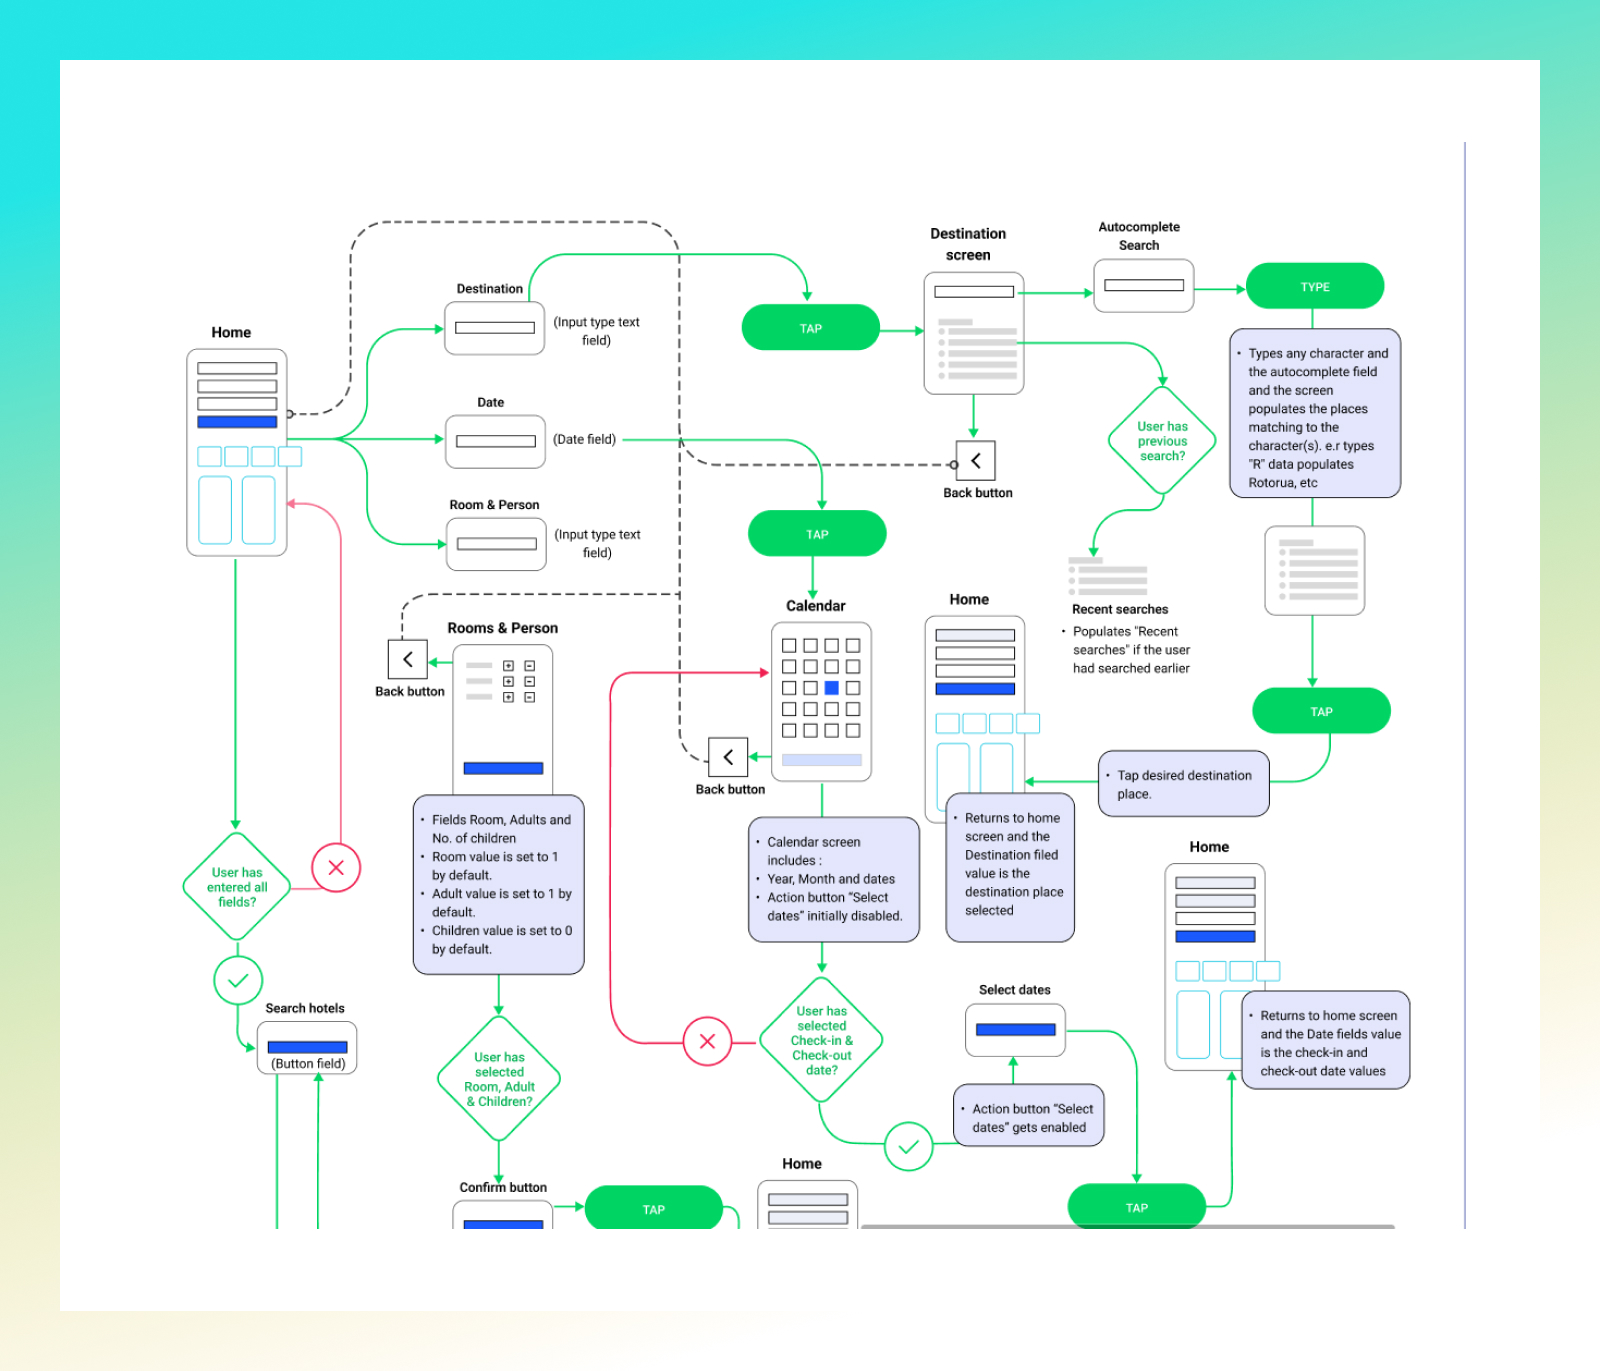 Home
Destination
(Input type text
field)
Date
(Date field)
Room & Person
(Input type text
field)
TAP
Destination
screen
Autocomplete
Search
TYPE
• Types any character and
the autocomplete field
and the screen
populates the places
matching to the
character(s). e.r types
"R" data populates
Rotorua, etc
User has
previous
search?
Back button
TAP
Calendar
Home
Recent searches
• Populates "Recent
searches" if the user
had searched earlier
TAP
• Tap desired destination
place.
Rooms & Person
Back button
Back button
• Fields Room, Adults and
No. of children
• Room value is set to 1
by default.
• Adult value is set to 1 by
default.
• Children value is set to 0
by default.
• Calendar screen
includes :
• Year, Month and dates
• Action button “Select
dates” initially disabled.
• Returns to home
screen and the
Destination filed
value is the
destination place
selected
Home
User has
entered all
fields?
Search hotels
(Button field)
User has
selected
Room, Adult
& Children?
User has
selected
Check-in &
Check-out
date?
Select dates
• Action button “Select
dates” gets enabled
• Returns to home screen
and the Date fields value
is the check-in and
check-out date values
Confirm button
TAP
Home
TAP